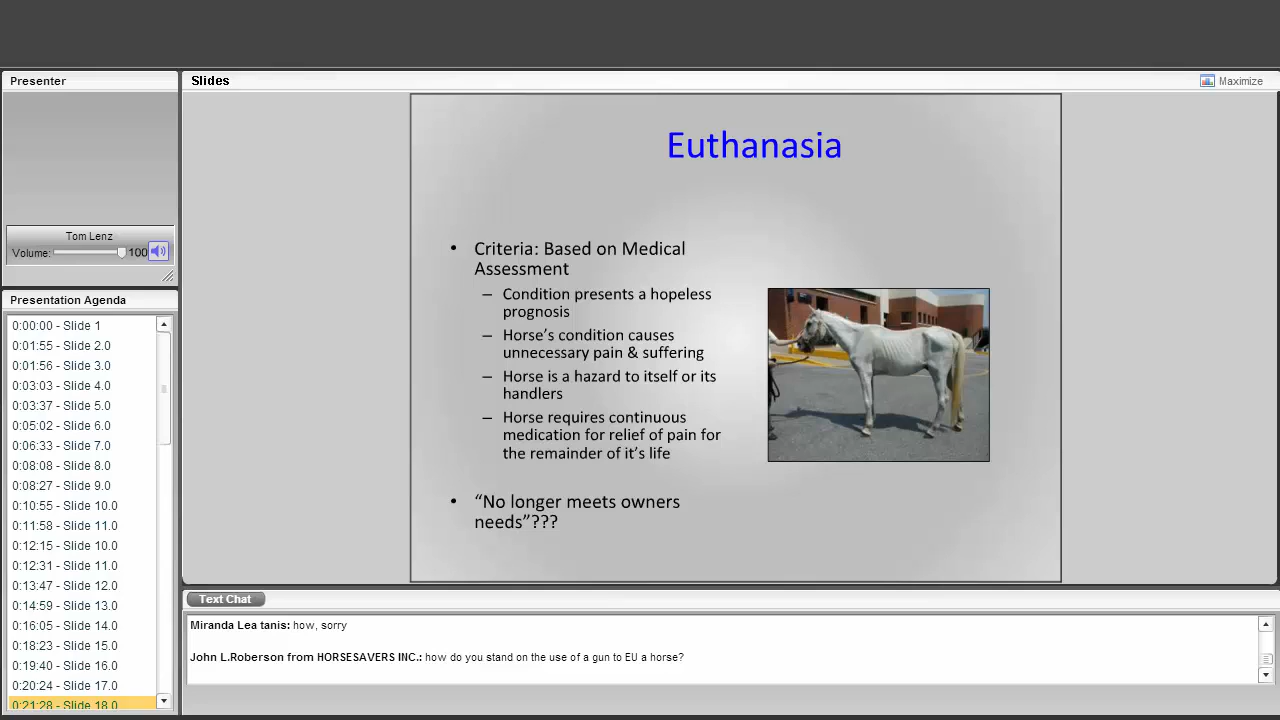 Presenter
Tom Lenz
Volume: 100
Presentation Agenda
0:00:00 - Slide 1
0:01:55 - Slide 2.0
0:01:56 - Slide 3.0
0:03:03 - Slide 4.0
0:03:37 - Slide 5.0
0:05:02 - Slide 6.0
0:06:33 - Slide 7.0
0:08:08 - Slide 8.0
0:08:27 - Slide 9.0
0:10:55 - Slide 10.0
0:11:58 - Slide 11.0
0:12:15 - Slide 10.0
0:12:31 - Slide 11.0
0:13:47 - Slide 12.0
0:14:59 - Slide 13.0
0:16:05 - Slide 14.0
0:18:23 - Slide 15.0
0:19:40 - Slide 16.0
0:20:24 - Slide 17.0
0:21:28 - Slide 18.0
Slides
Maximize
Euthanasia
• Criteria: Based on Medical
Assessment
– Condition presents a hopeless
prognosis
– Horse's condition causes
unnecessary pain & suffering
– Horse is a hazard to itself or its
handlers
– Horse requires continuous
medication for relief of pain for
the remainder of it's life
• “No longer meets owners
needs”???
Text Chat
Miranda Lea tanis: how, sorry
John L.Roberson from HORSESAVERS INC.: how do you stand on the use of a gun to EU a horse?